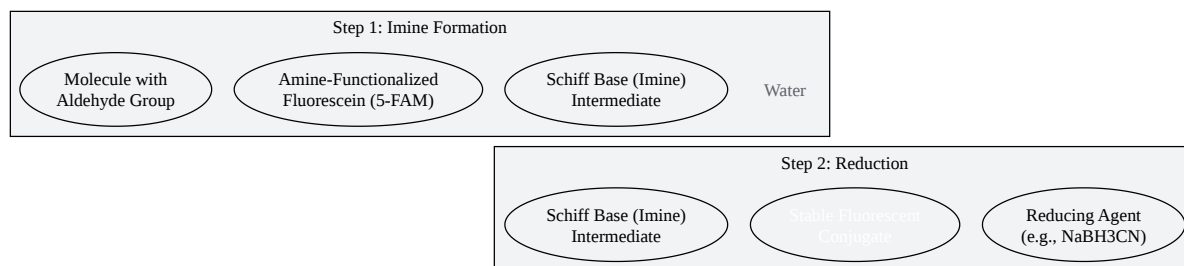 Step 1: Imine Formation
Molecule with
Aldehyde Group
Amine-Functionalized
Fluorescein (5-FAM)
Schiff Base (Imine)
Intermediate
Water
Step 2: Reduction
Schiff Base (Imine)
Intermediate
Stable Fluorescent
Conjugate
Reducing Agent
(e.g., NaBH3CN)